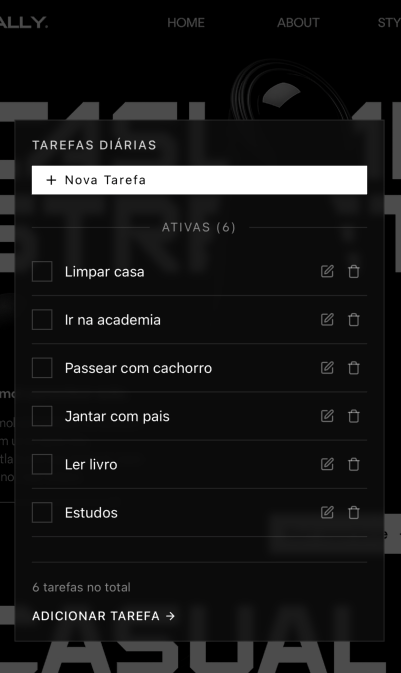 ALLY.
HOME
ABOUT
STY
TAREFAS DIÁRIAS
+ Nova Tarefa
ATIVAS (6)
Limpar casa
Ir na academia
Passear com cachorro
Jantar com pais
Ler livro
Estudos
6 tarefas no total
ADICIONAR TAREFA →
CASUAL